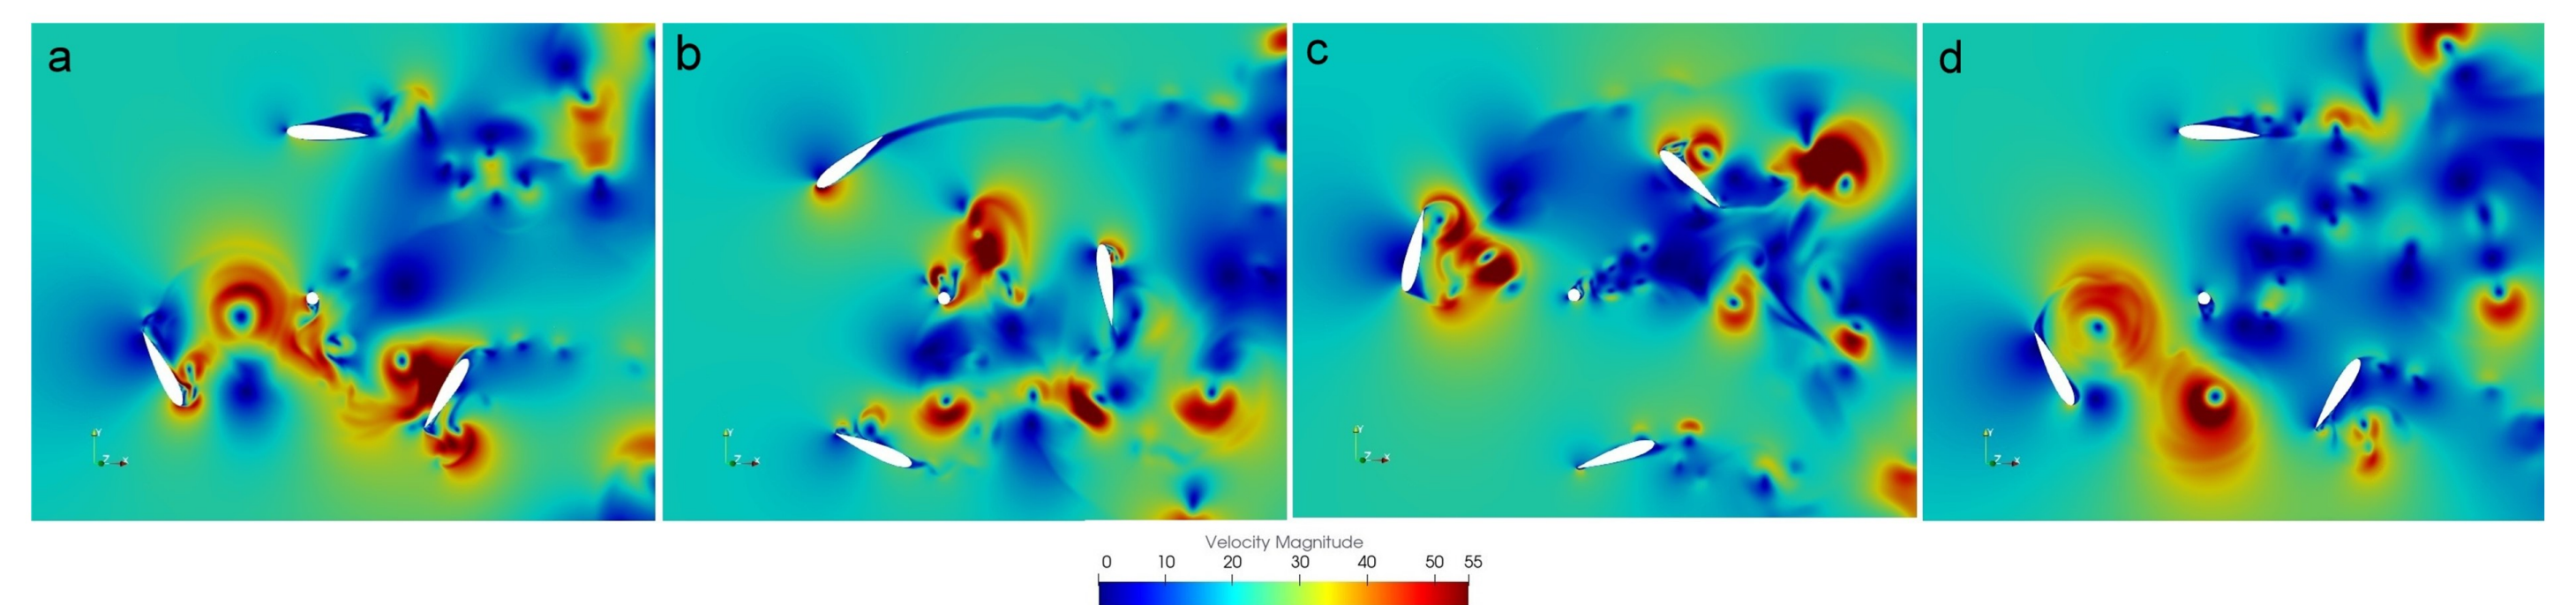 a b c d
Y Z X Y Z X Y Z X Y Z X
Velocity Magnitude
0 10 20 30 40 50 55